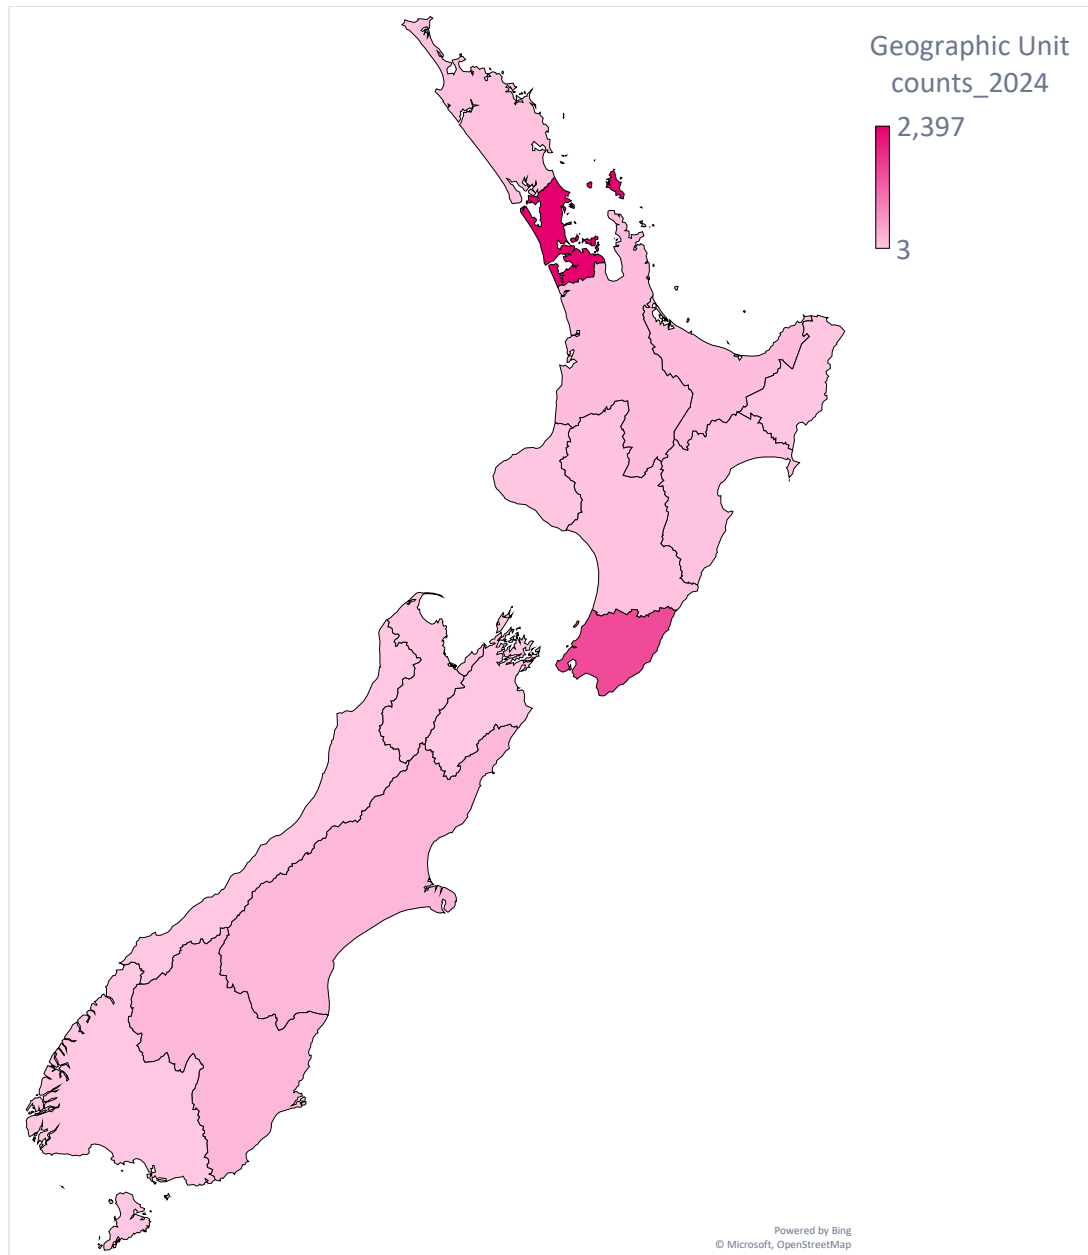 Geographic Unit
counts_2024
2,397
3
Powered by Bing
© Microsoft, OpenStreetMap